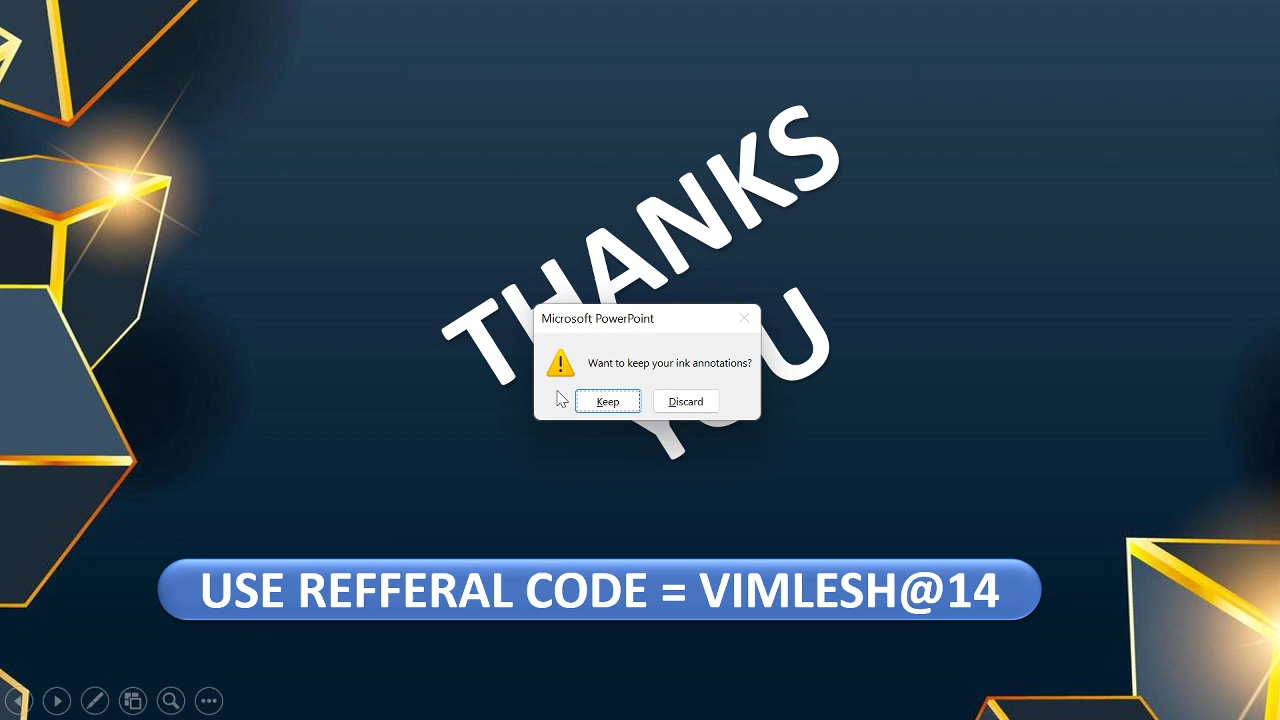 THANKS
YOU
Microsoft PowerPoint
Want to keep your ink annotations?
Keep
Discard
USE REFFERAL CODE = VIMLESH@14